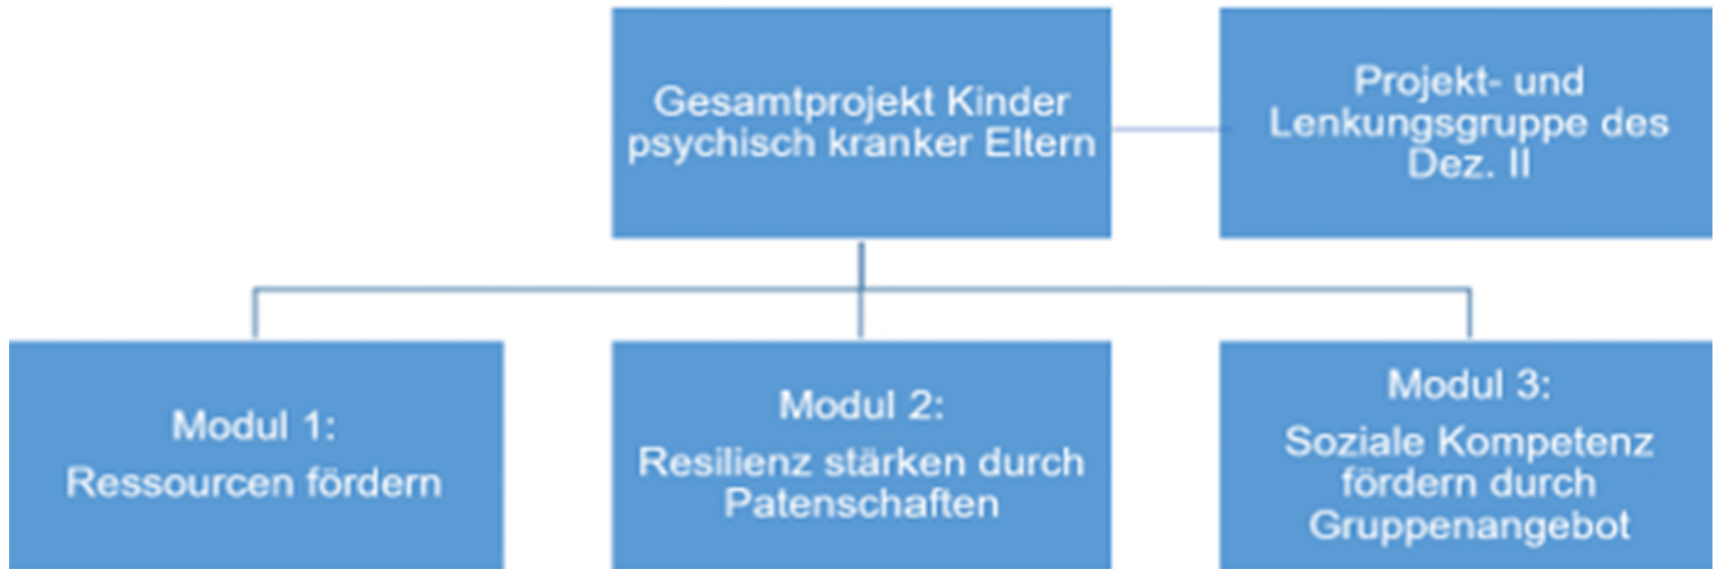 Gesamtprojekt Kinder
psychisch kranker Eltern
Projekt- und
Lenkungsgruppe des
Dez. II
Modul 1:
Ressourcen fördern
Modul 2:
Resilienz stärken durch
Patenschaften
Modul 3:
Soziale Kompetenz
fördern durch
Gruppenangebot